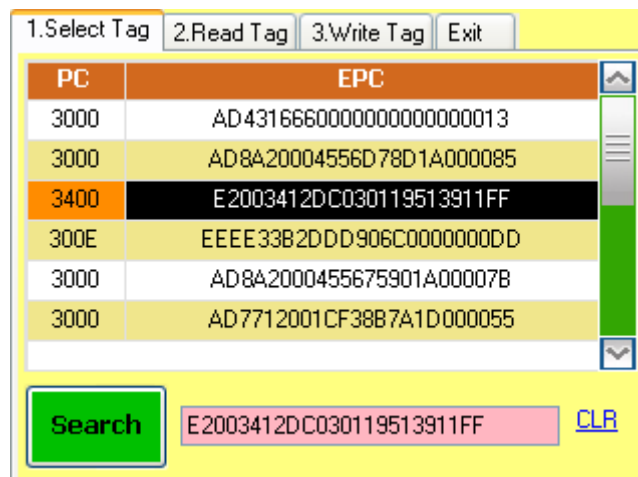 1.Select Tag 2.Read Tag 3.Write Tag Exit
PC EPC
3000 AD4316660000000000000013
3000 AD8A20004556D78D1A000085
3400 E2003412DC030119513911FF
300E EEEE33B2DDD906C0000000DD
3000 AD8A2000455675901A00007B
3000 AD7712001CF38B7A1D000055
Search E2003412DC030119513911FF CLR